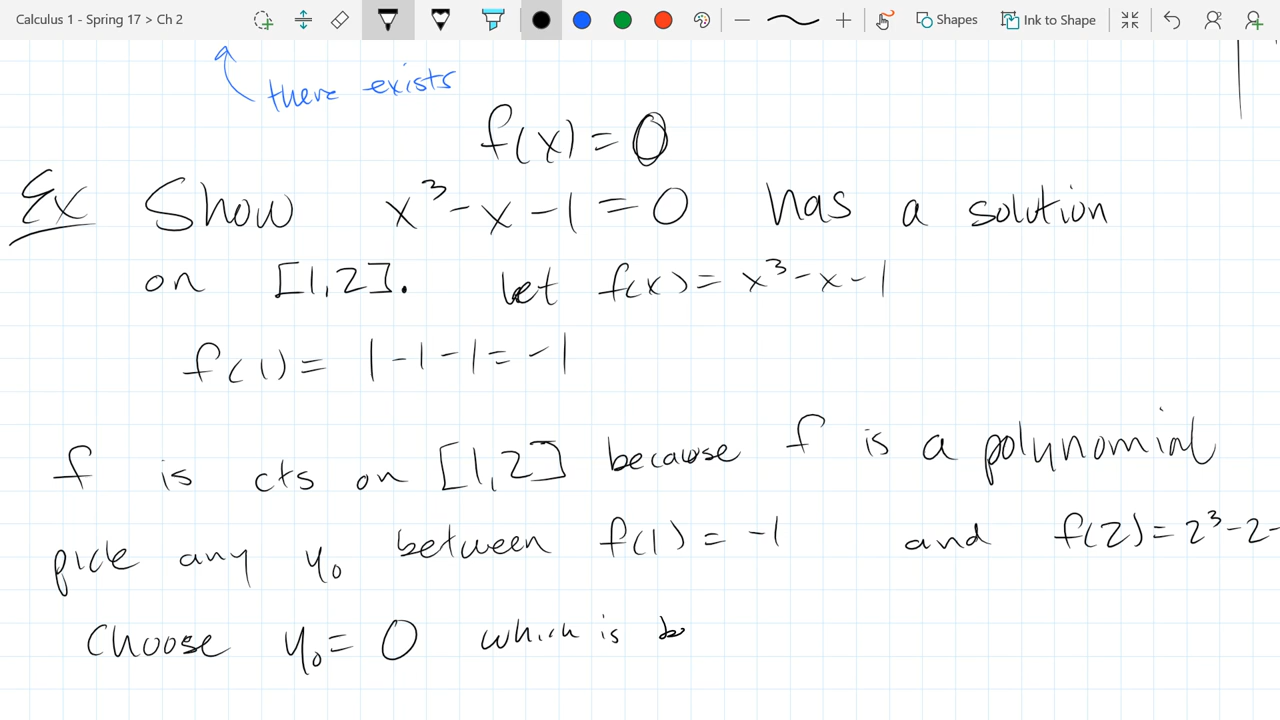 Calculus 1 - Spring 17 > Ch 2 Shapes Ink to Shape
there exists
f(x) = 0
Ex Show x³ - x - 1 = 0 has a solution
on [1,2]. Let f(x) = x³ - x - 1
f(1) = 1 - 1 - 1 = -1
f is cts on [1,2] because f is a polynomial
pick any y₀ between f(1) = -1 and f(2) = 2³ - 2 -
Choose y₀ = 0 which is b